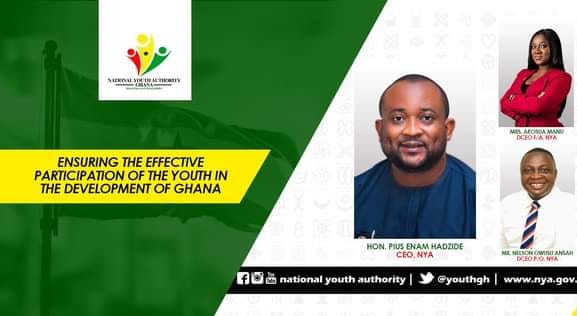 NATIONAL YOUTH AUTHORITY
GHANA
ENSURING THE EFFECTIVE
PARTICIPATION OF THE YOUTH IN
THE DEVELOPMENT OF GHANA
HON. PIUS ENAM HADZIDE
CEO, NYA
MRS. AKOSUA MANU
DCEO F/A, NYA
MR. NELSON OWUSU ANSAH
DCEO P/O, NYA
national youth authority | @youthgh | www.nya.gov.